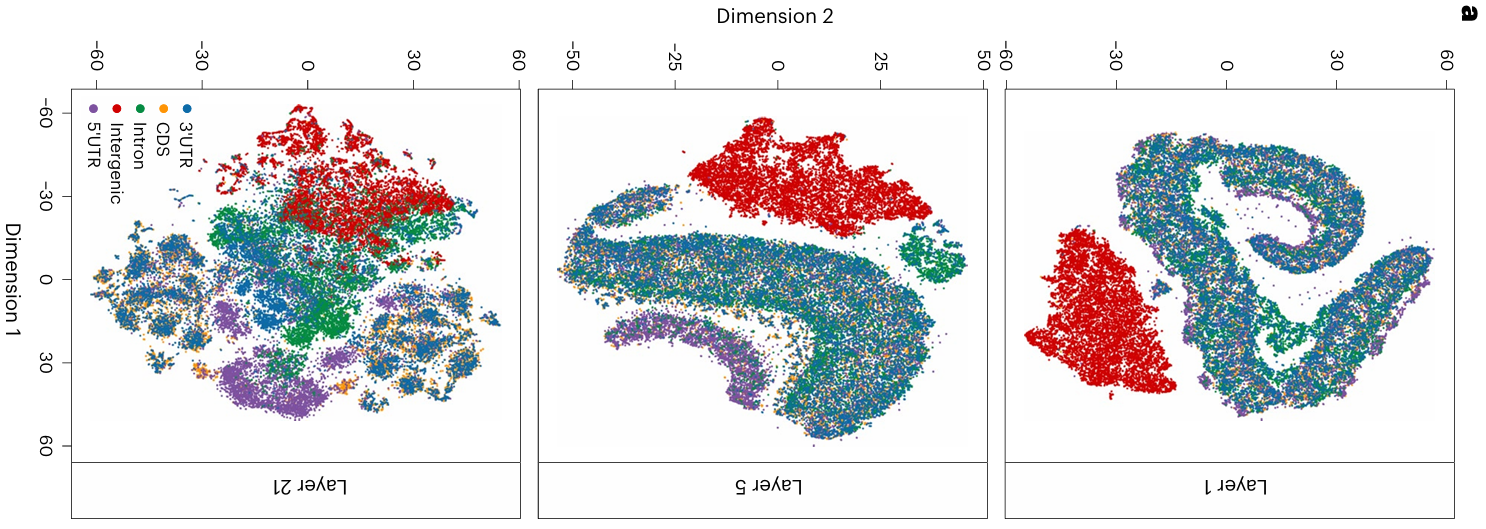 a
Layer 1
Layer 5
Layer 21
Dimension 2
60
30
0
−30
−60
50
25
0
−25
−50
60
30
0
−30
−60
3′UTR
CDS
Intron
Intergenic
5′UTR
−60
−30
0
30
60
Dimension 1